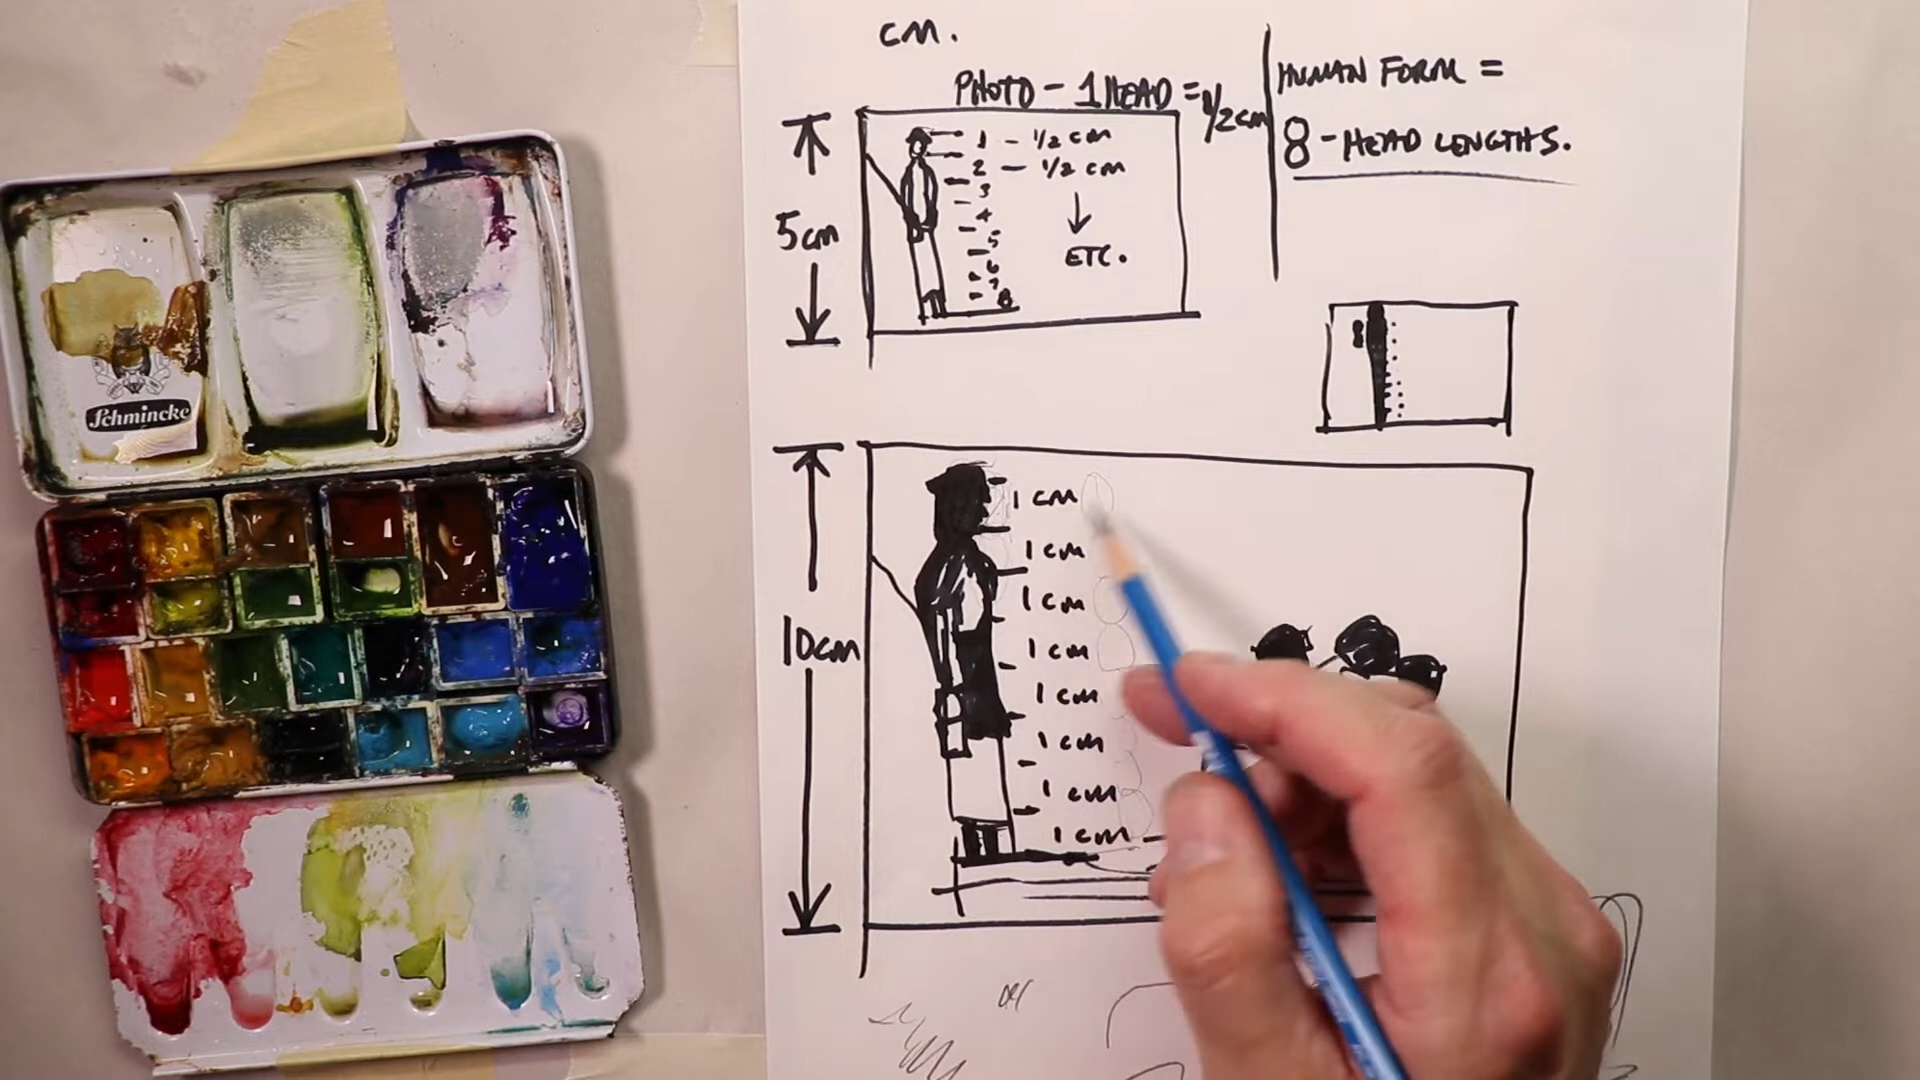 cm.
PHOTO - 1 HEAD = 1/2 cm
HUMAN FORM =
8 - HEAD LENGTHS.
1 - 1/2 cm
2 - 1/2 cm
3
4
5
6
7
8
ETC.
5cm
10cm
1 cm
1 cm
1 cm
1 cm
1 cm
1 cm
1 cm
1 cm
Schmincke